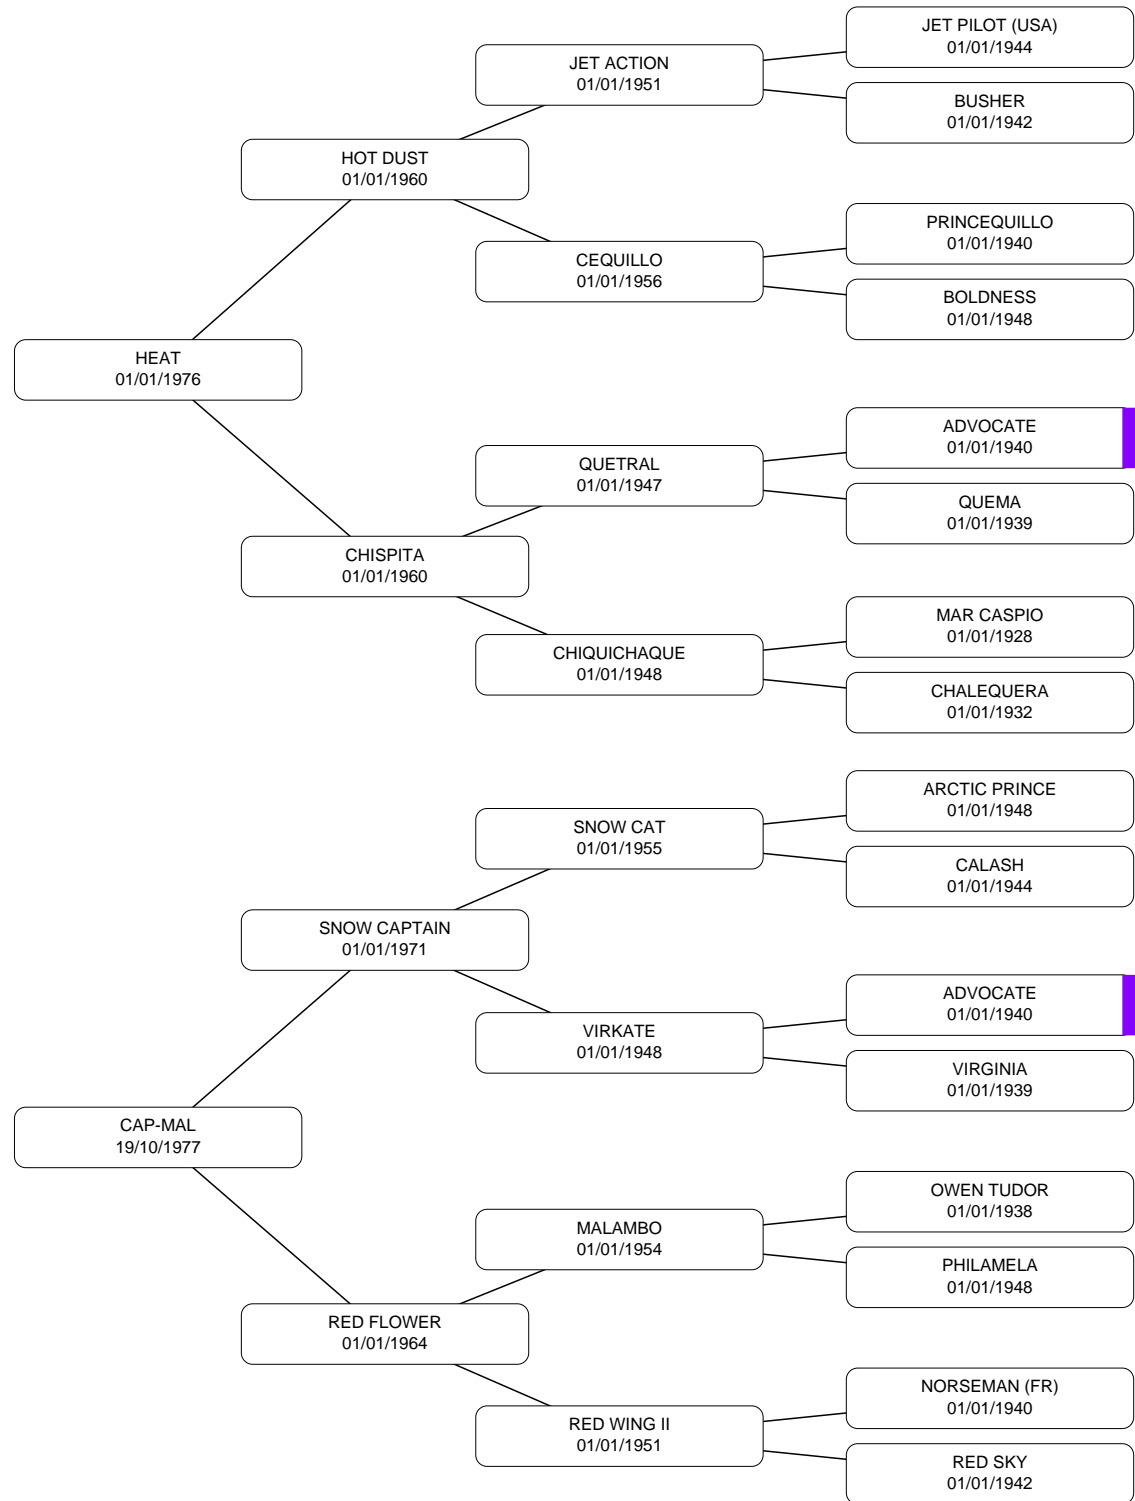 JET PILOT (USA)
01/01/1944
JET ACTION
01/01/1951
BUSHER
01/01/1942
HOT DUST
01/01/1960
PRINCEQUILLO
01/01/1940
CEQUILLO
01/01/1956
BOLDNESS
01/01/1948
HEAT
01/01/1976
ADVOCATE
01/01/1940
QUETRAL
01/01/1947
QUEMA
01/01/1939
CHISPITA
01/01/1960
MAR CASPIO
01/01/1928
CHIQUICHAQUE
01/01/1948
CHALEQUERA
01/01/1932
ARCTIC PRINCE
01/01/1948
SNOW CAT
01/01/1955
CALASH
01/01/1944
SNOW CAPTAIN
01/01/1971
ADVOCATE
01/01/1940
VIRKATE
01/01/1948
VIRGINIA
01/01/1939
CAP-MAL
19/10/1977
OWEN TUDOR
01/01/1938
MALAMBO
01/01/1954
PHILAMELA
01/01/1948
RED FLOWER
01/01/1964
NORSEMAN (FR)
01/01/1940
RED WING II
01/01/1951
RED SKY
01/01/1942